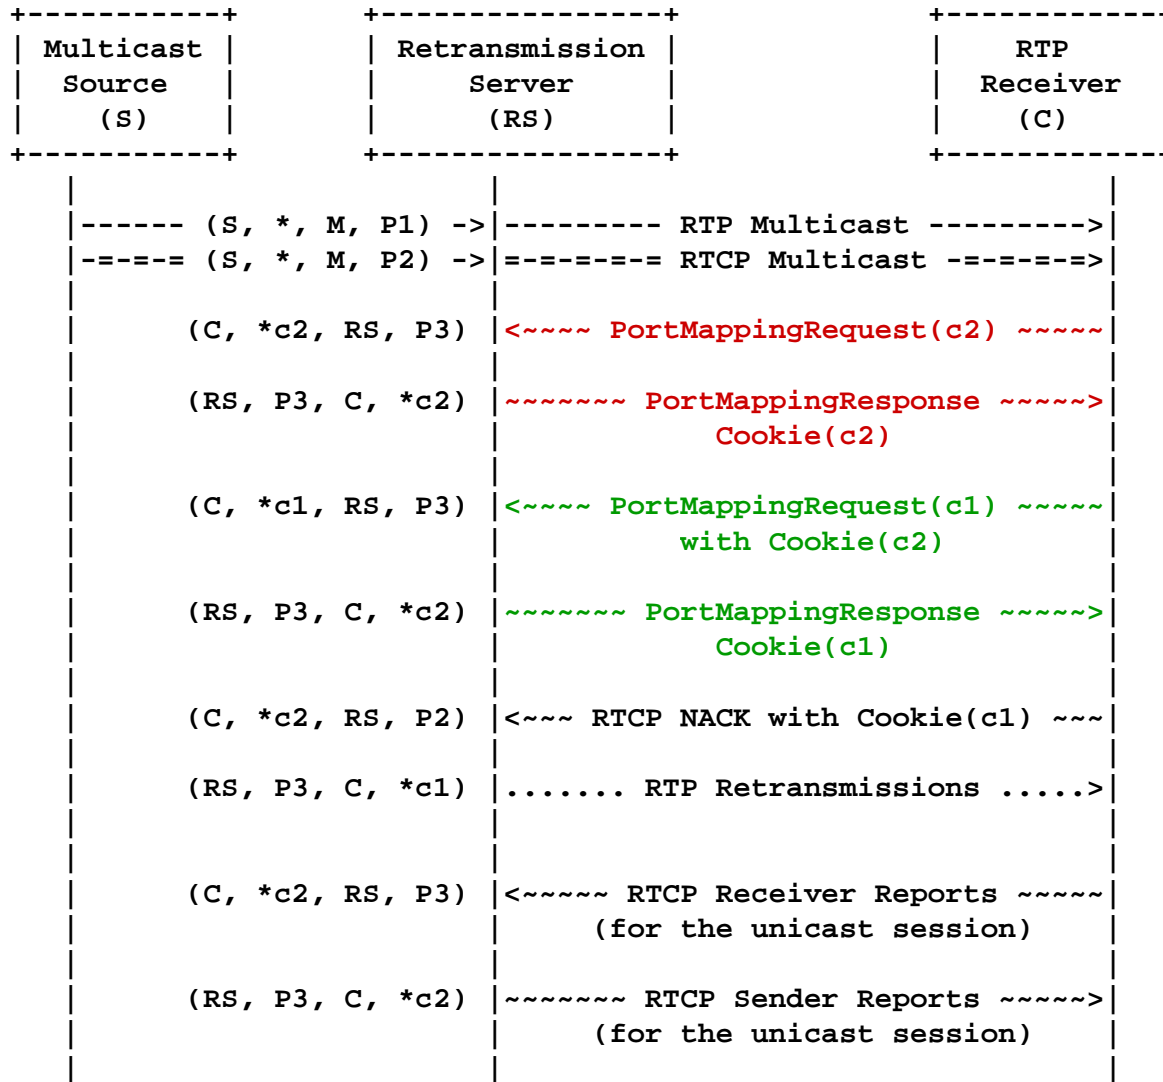 +-----------+         +----------------+             +-------------
| Multicast |         | Retransmission |             |     RTP
|  Source   |         |     Server     |             |  Receiver
|    (S)    |         |      (RS)      |             |    (C)
+-----------+         +----------------+             +-------------
|                     |                              |
|------ (S, *, M, P1) ->|--------- RTP Multicast --------->|
|-=-=-= (S, *, M, P2) ->|=-=-=-=-= RTCP Multicast -=-=-=-=>|
|                     |                              |
|     (C, *c2, RS, P3) |<~~~~ PortMappingRequest(c2) ~~~~~|
|                     |                              |
|     (RS, P3, C, *c2) |~~~~~~~ PortMappingResponse ~~~~~>|
|                     |           Cookie(c2)         |
|                     |                              |
|     (C, *c1, RS, P3) |<~~~~ PortMappingRequest(c1) ~~~~~|
|                     |         with Cookie(c2)      |
|                     |                              |
|     (RS, P3, C, *c2) |~~~~~~~ PortMappingResponse ~~~~~>|
|                     |           Cookie(c1)         |
|                     |                              |
|     (C, *c2, RS, P2) |<~~~ RTCP NACK with Cookie(c1) ~~~|
|                     |                              |
|     (RS, P3, C, *c1) |....... RTP Retransmissions .....>|
|                     |                              |
|                     |                              |
|     (C, *c2, RS, P3) |<~~~~~ RTCP Receiver Reports ~~~~~|
|                     |     (for the unicast session)  |
|                     |                              |
|     (RS, P3, C, *c2) |~~~~~~~ RTCP Sender Reports ~~~~~>|
|                     |     (for the unicast session)  |
|                     |                              |